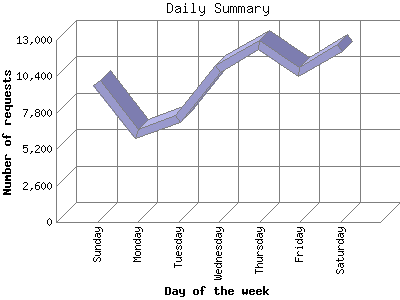 Daily Summary
13,000
10,400
7,800
5,200
2,600
0
Number of requests
Sunday
Monday
Tuesday
Wednesday
Thursday
Friday
Saturday
Day of the week